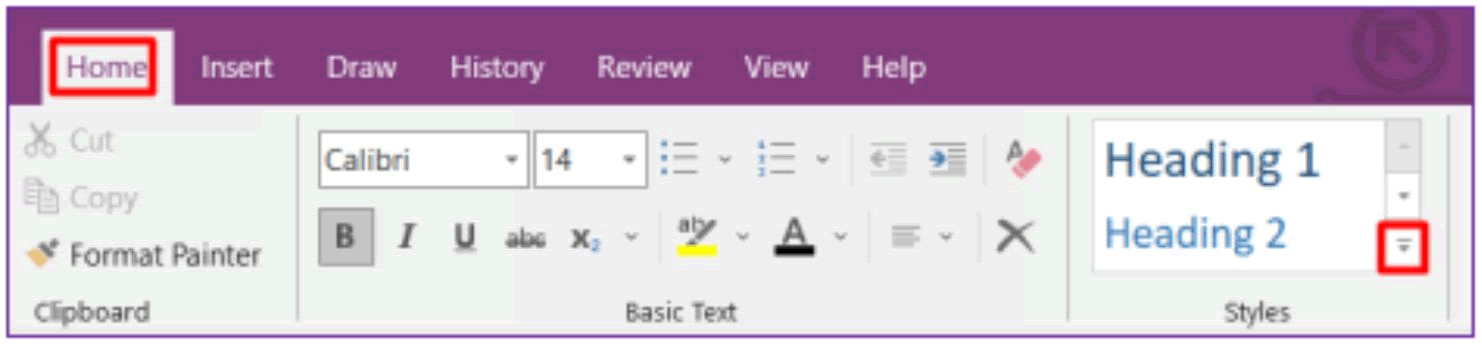 Home Insert Draw History Review View Help
Cut
Copy
Format Painter
Clipboard
Calibri 14
B I U abc X₂ ab A
Basic Text
Heading 1
Heading 2
Styles